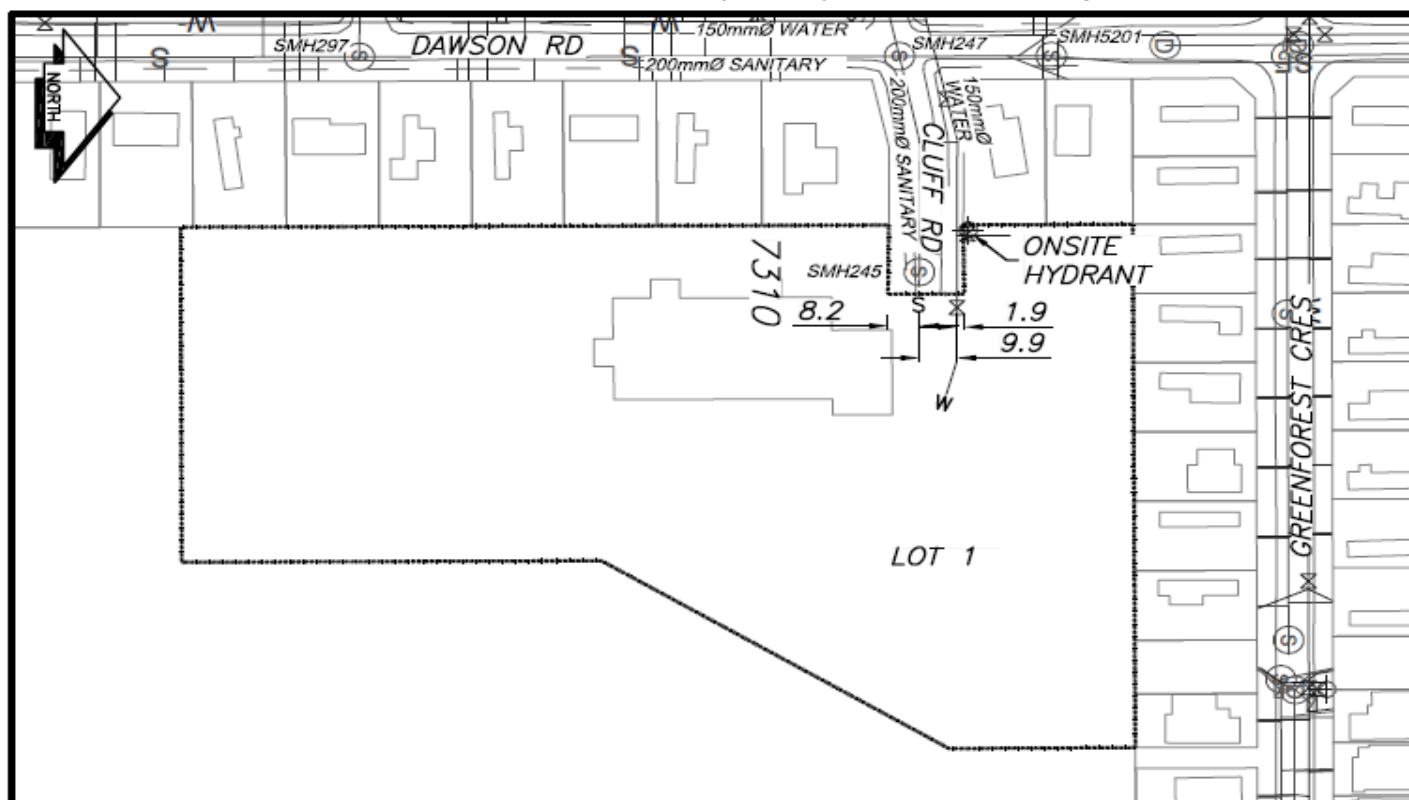 W
W
150mmØ WATER
SMH297
S
DAWSON RD
S
SMH247
SMH5201
S
S
D
S
S
200mmØ SANITARY
NORTH
150mmØ
WATER
200mmØ SANITARY
CLUFF RD
ONSITE
HYDRANT
7310
SMH245
S
S
8.2
1.9
9.9
W
GREENFOREST CRES
S
W
LOT 1
S